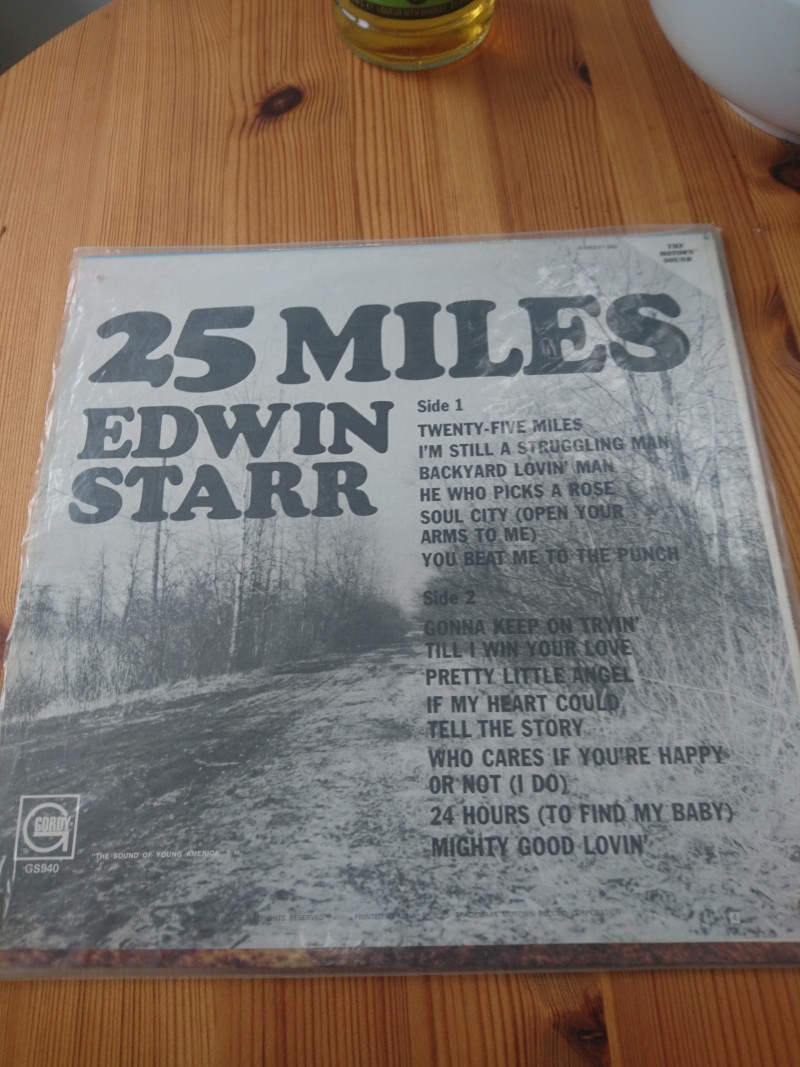 THE
MOTOWN
SOUND
25 MILES
EDWIN
STARR
Side 1
TWENTY-FIVE MILES
I'M STILL A STRUGGLING MAN
BACKYARD LOVIN' MAN
HE WHO PICKS A ROSE
SOUL CITY (OPEN YOUR
ARMS TO ME)
YOU BEAT ME TO THE PUNCH
Side 2
GONNA KEEP ON TRYIN'
TILL I WIN YOUR LOVE
PRETTY LITTLE ANGEL
IF MY HEART COULD
TELL THE STORY
WHO CARES IF YOU'RE HAPPY
OR NOT (I DO)
24 HOURS (TO FIND MY BABY)
MIGHTY GOOD LOVIN'
GORDY
GS940
"THE SOUND OF YOUNG AMERICA"
RIGHTS RESERVED PRINTED TRADEMARK